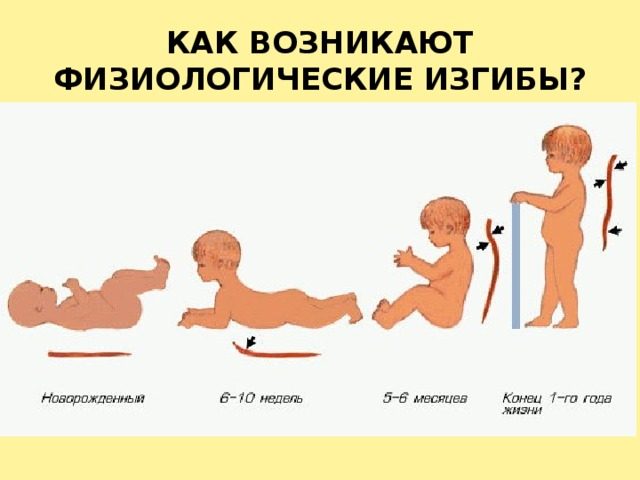 КАК ВОЗНИКАЮТ
ФИЗИОЛОГИЧЕСКИЕ ИЗГИБЫ?
Новорожденный
6-10 недель
5-6 месяцев
Конец 1-го года
жизни